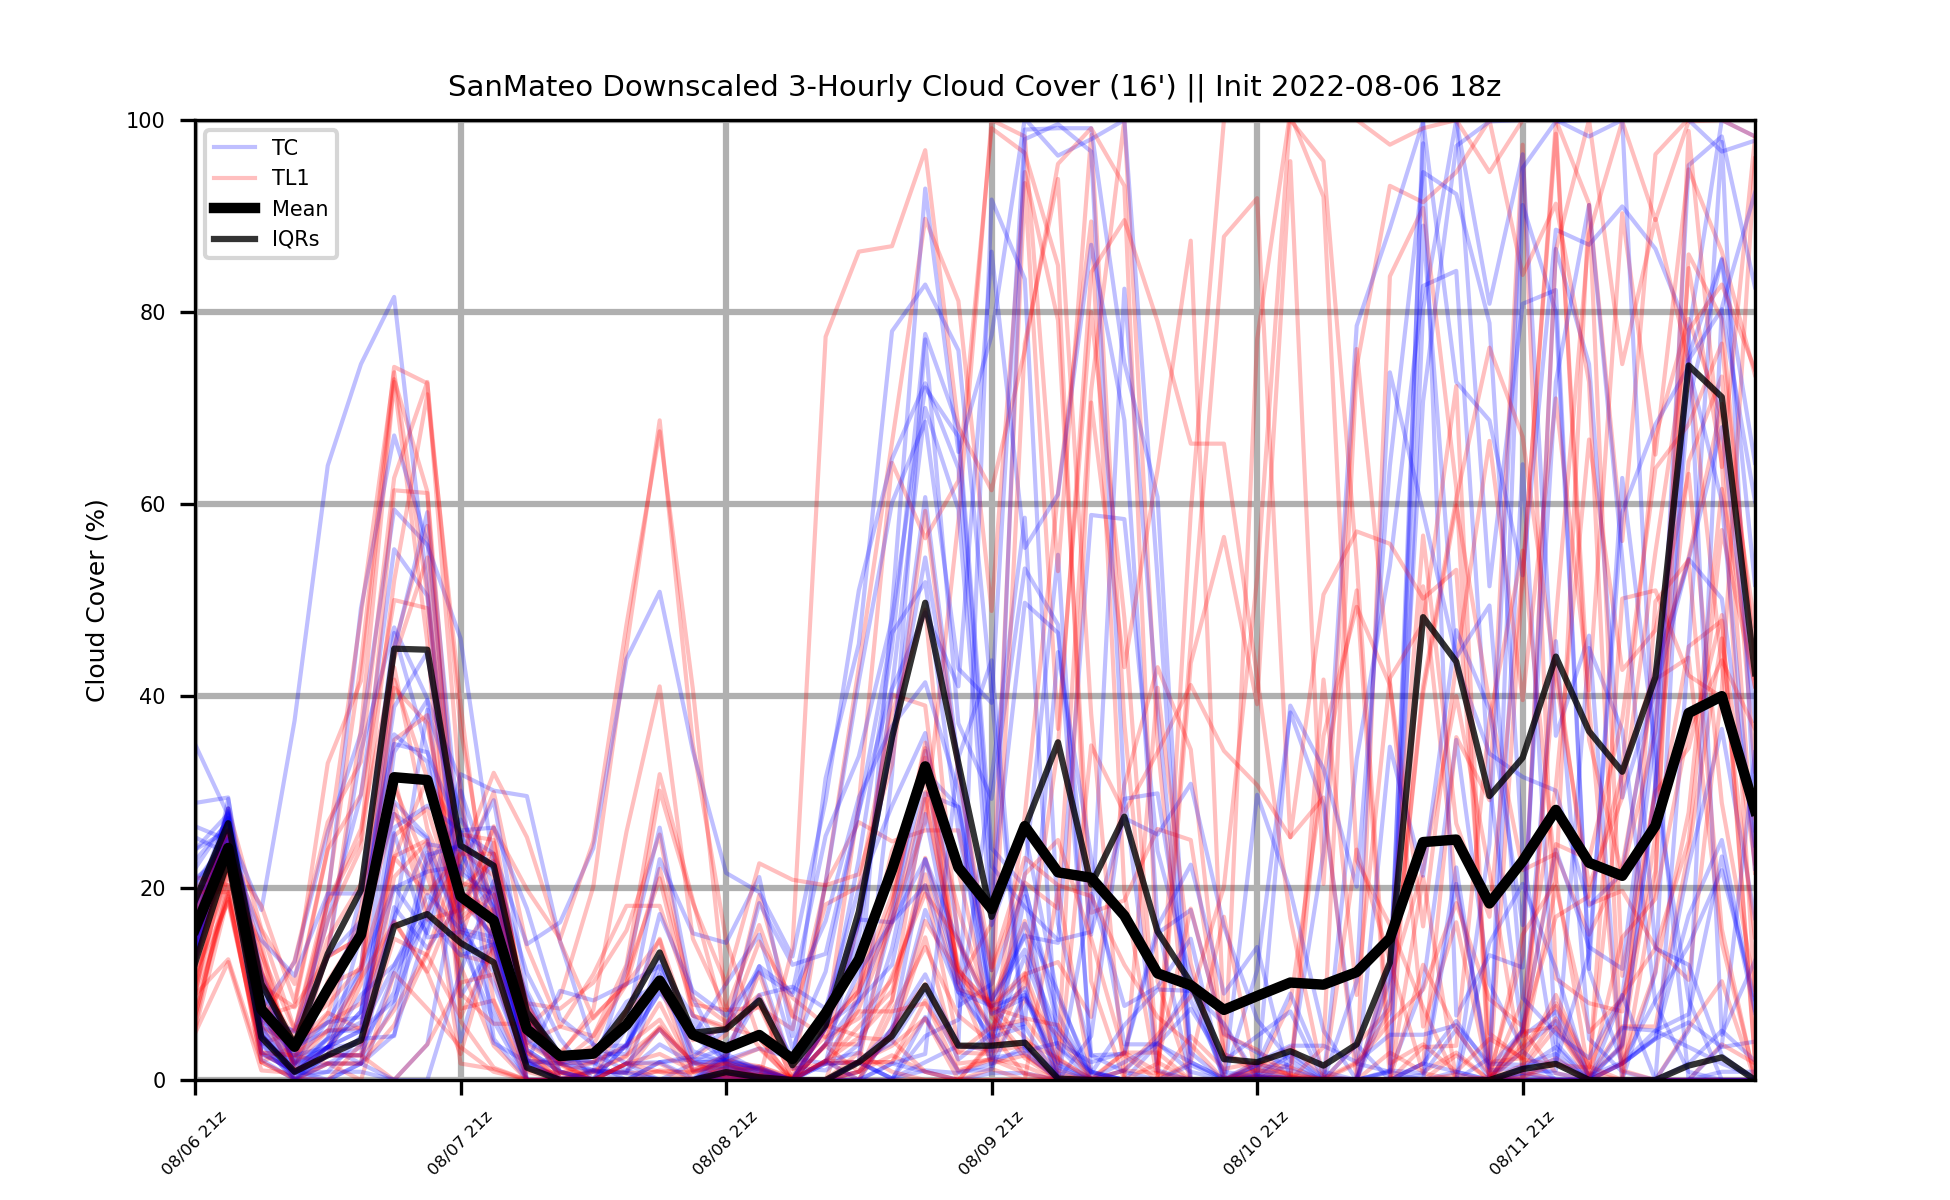 SanMateo Downscaled 3-Hourly Cloud Cover (16') || Init 2022-08-06 18z
100
80
60
40
20
0
Cloud Cover (%)
TC
TL1
Mean
IQRs
08/06 21z
08/07 21z
08/08 21z
08/09 21z
08/10 21z
08/11 21z